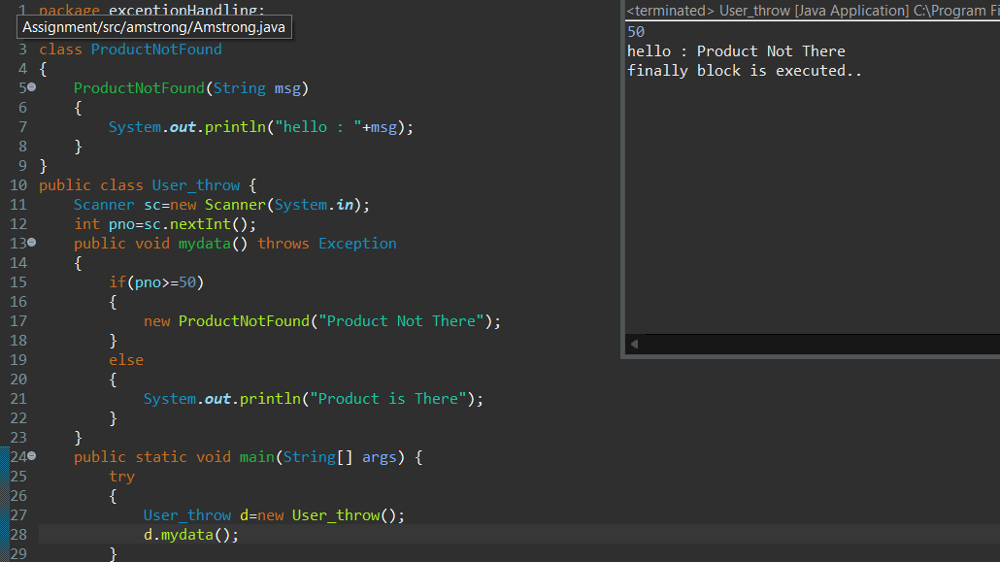 1 package exceptionHandling;
Assignment/src/amstrong/Amstrong.java
3 class ProductNotFound
4 {
5 ProductNotFound(String msg)
6 {
7 System.out.println("hello : "+msg);
8 }
9 }
10 public class User_throw {
11 Scanner sc=new Scanner(System.in);
12 int pno=sc.nextInt();
13 public void mydata() throws Exception
14 {
15 if(pno>=50)
16 {
17 new ProductNotFound("Product Not There");
18 }
19 else
20 {
21 System.out.println("Product is There");
22 }
23 }
24 public static void main(String[] args) {
25 try
26 {
27 User_throw d=new User_throw();
28 d.mydata();
29 }
<terminated> User_throw [Java Application] C:\Program Fi
50
hello : Product Not There
finally block is executed..